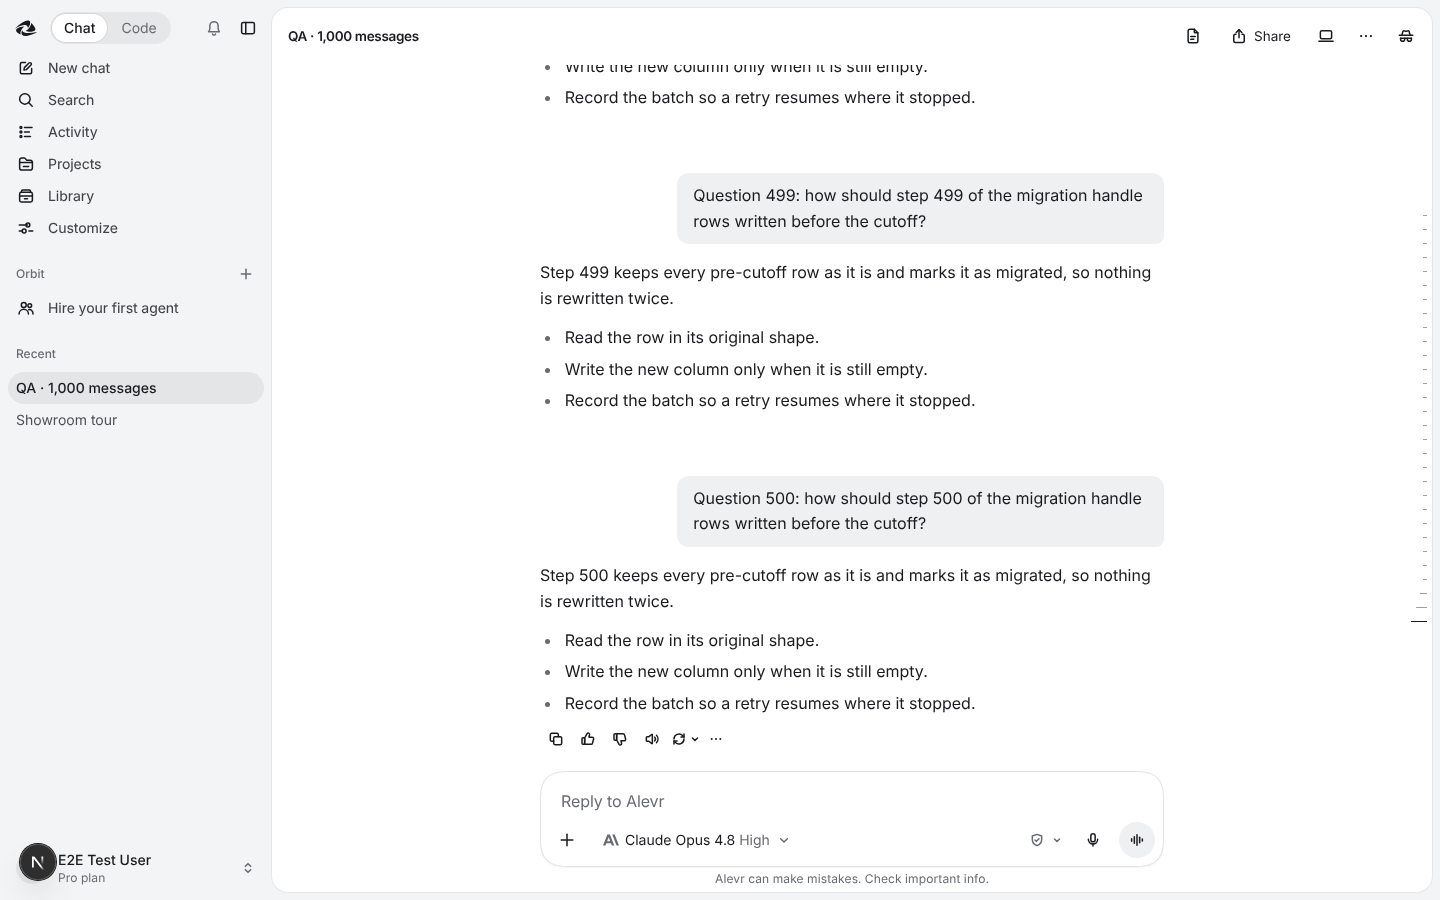 Chat
Code
QA · 1,000 messages
Share
New chat
Search
Activity
Projects
Library
Customize
Orbit
Hire your first agent
Recent
QA · 1,000 messages
Showroom tour
Write the new column only when it is still empty.
Record the batch so a retry resumes where it stopped.
Question 499: how should step 499 of the migration handle
rows written before the cutoff?
Step 499 keeps every pre-cutoff row as it is and marks it as migrated, so nothing
is rewritten twice.
Read the row in its original shape.
Write the new column only when it is still empty.
Record the batch so a retry resumes where it stopped.
Question 500: how should step 500 of the migration handle
rows written before the cutoff?
Step 500 keeps every pre-cutoff row as it is and marks it as migrated, so nothing
is rewritten twice.
Read the row in its original shape.
Write the new column only when it is still empty.
Record the batch so a retry resumes where it stopped.
Reply to Alevr
Claude Opus 4.8 High
Alevr can make mistakes. Check important info.
N
E2E Test User
Pro plan